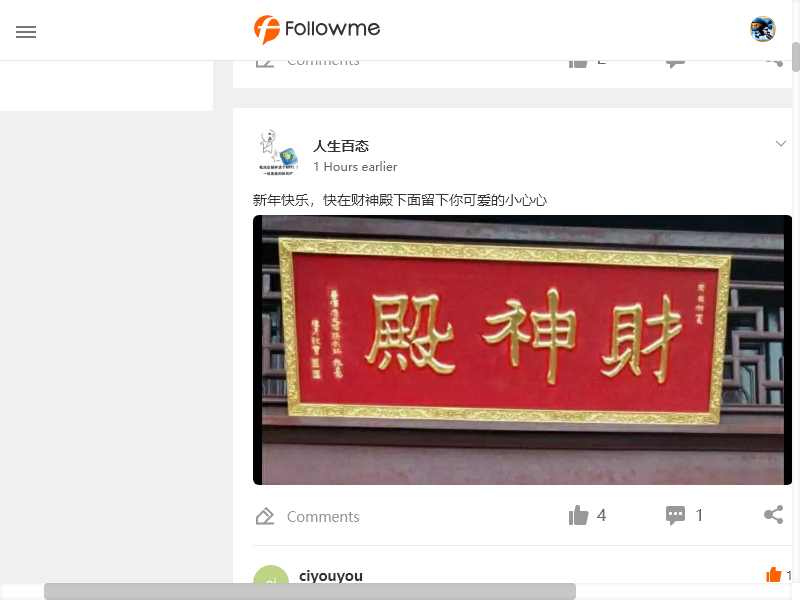 Followme
Comments
2
人生百态
1 Hours earlier
新年快乐，快在财神殿下面留下你可爱的小心心
殿神財
Comments
4
1
ciyouyou
1